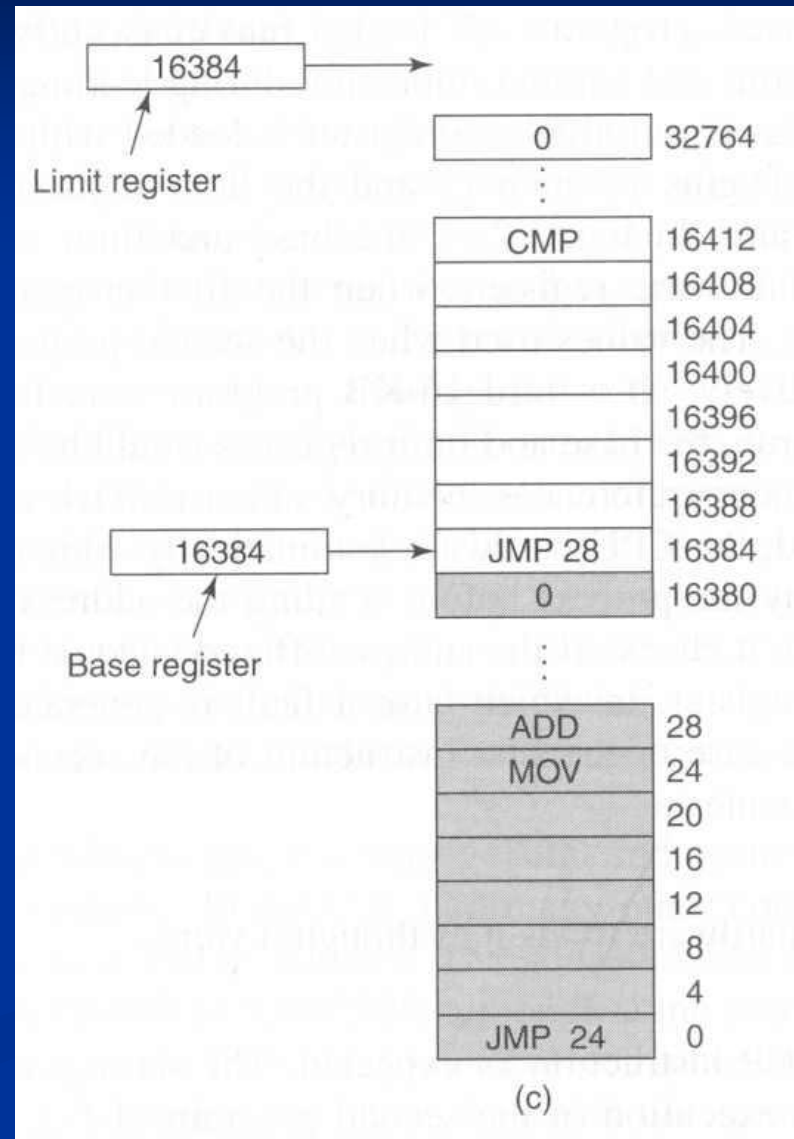 16384
Limit register
0 32764
⋮
CMP 16412
16408
16404
16400
16396
16392
16388
16384
Base register
JMP 28 16384
0 16380
⋮
ADD 28
MOV 24
20
16
12
8
4
JMP 24 0
(c)